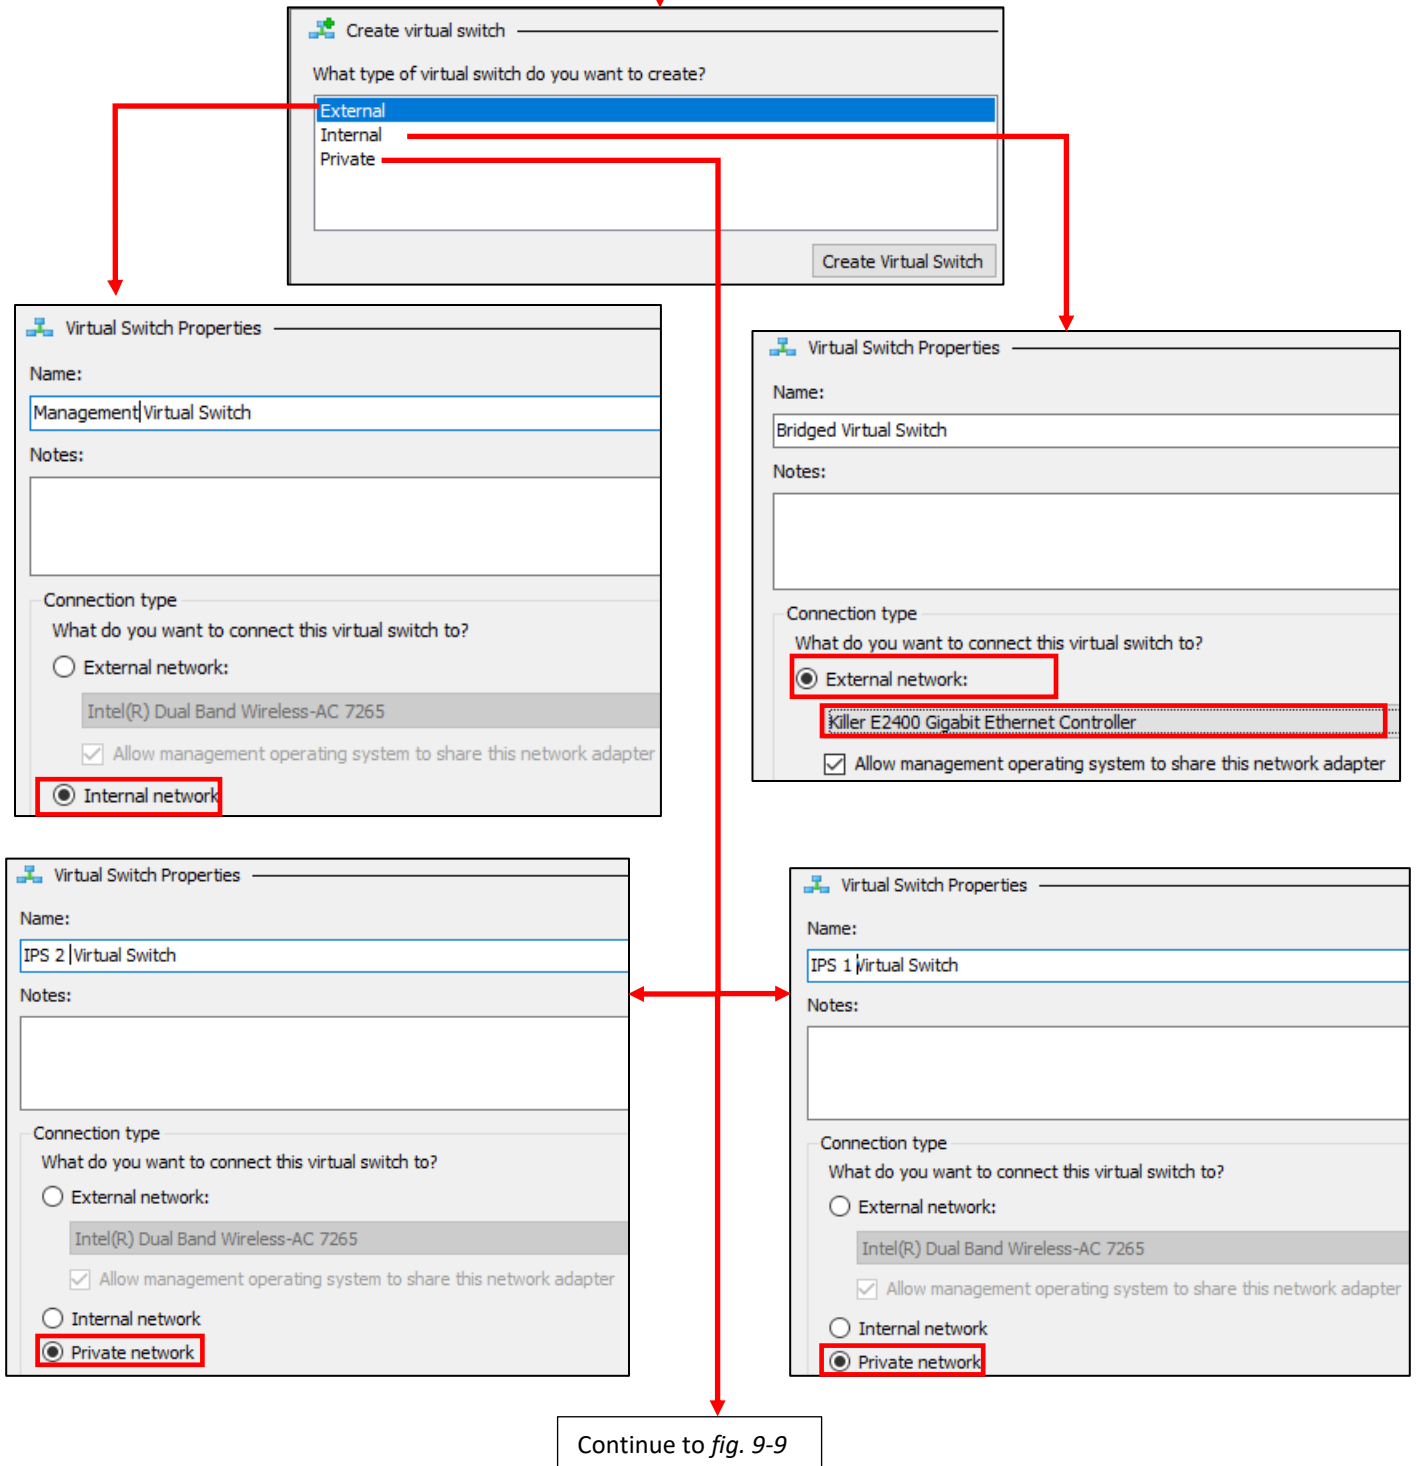 Create virtual switch
What type of virtual switch do you want to create?
External
Internal
Private
Create Virtual Switch
Virtual Switch Properties
Name:
Management Virtual Switch
Notes:
Connection type
What do you want to connect this virtual switch to?
External network:
Intel(R) Dual Band Wireless-AC 7265
Allow management operating system to share this network adapter
Internal network
Virtual Switch Properties
Name:
Bridged Virtual Switch
Notes:
Connection type
What do you want to connect this virtual switch to?
External network:
Killer E2400 Gigabit Ethernet Controller
Allow management operating system to share this network adapter
Virtual Switch Properties
Name:
IPS 2 Virtual Switch
Notes:
Connection type
What do you want to connect this virtual switch to?
External network:
Intel(R) Dual Band Wireless-AC 7265
Allow management operating system to share this network adapter
Internal network
Private network
Virtual Switch Properties
Name:
IPS 1 Virtual Switch
Notes:
Connection type
What do you want to connect this virtual switch to?
External network:
Intel(R) Dual Band Wireless-AC 7265
Allow management operating system to share this network adapter
Internal network
Private network
Continue to fig. 9-9